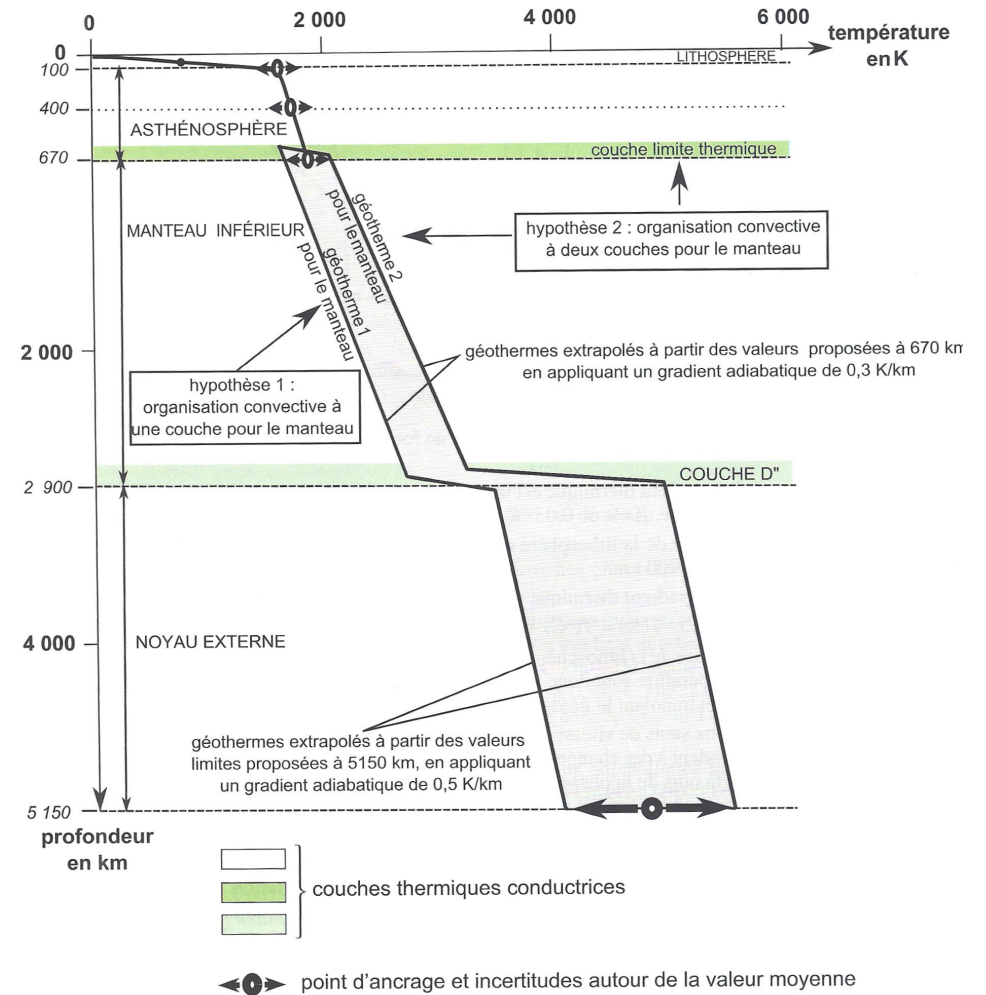 0
2 000
4 000
6 000
température
en K
0
100
400
670
2 000
2 900
4 000
5 150
profondeur
en km
LITHOSPHERE
ASTHÉNOSPHÈRE
couche limite thermique
MANTEAU INFÉRIEUR
géotherme 2
pour le manteau
géotherme 1
pour le manteau
hypothèse 2 : organisation convective
à deux couches pour le manteau
géothermes extrapolés à partir des valeurs proposées à 670 km
en appliquant un gradient adiabatique de 0,3 K/km
hypothèse 1 :
organisation convective à
une couche pour le manteau
COUCHE D"
NOYAU EXTERNE
géothermes extrapolés à partir des valeurs
limites proposées à 5150 km, en appliquant
un gradient adiabatique de 0,5 K/km
couches thermiques conductrices
point d'ancrage et incertitudes autour de la valeur moyenne